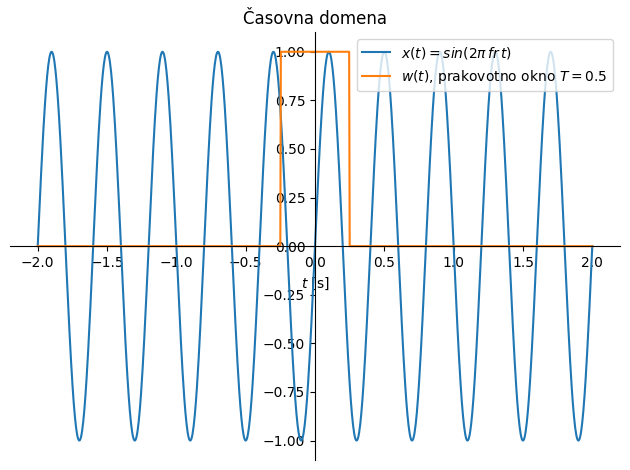 Časovna domena
x(t) = sin(2π fr t)
w(t), prakovotno okno T = 0.5
1.00
0.75
0.50
0.25
0.00
−2.0 −1.5 −1.0 −0.5 0.0 0.5 1.0 1.5 2.0
t [s]
−0.25
−0.50
−0.75
−1.00